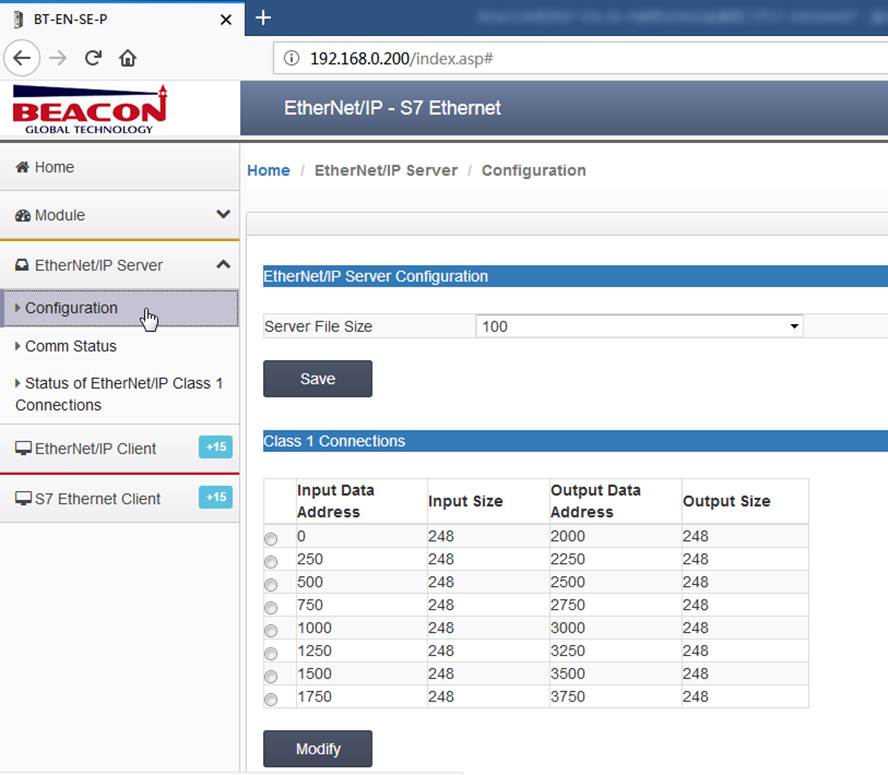 BT-EN-SE-P
192.168.0.200/index.asp#
BEACON
GLOBAL TECHNOLOGY
EtherNet/IP - S7 Ethernet
Home
Home / EtherNet/IP Server / Configuration
Module
EtherNet/IP Server
Configuration
Comm Status
Status of EtherNet/IP Class 1
Connections
EtherNet/IP Client +15
S7 Ethernet Client +15
EtherNet/IP Server Configuration
Server File Size 100
Save
Class 1 Connections
Input Data Address Input Size Output Data Address Output Size
0 248 2000 248
250 248 2250 248
500 248 2500 248
750 248 2750 248
1000 248 3000 248
1250 248 3250 248
1500 248 3500 248
1750 248 3750 248
Modify